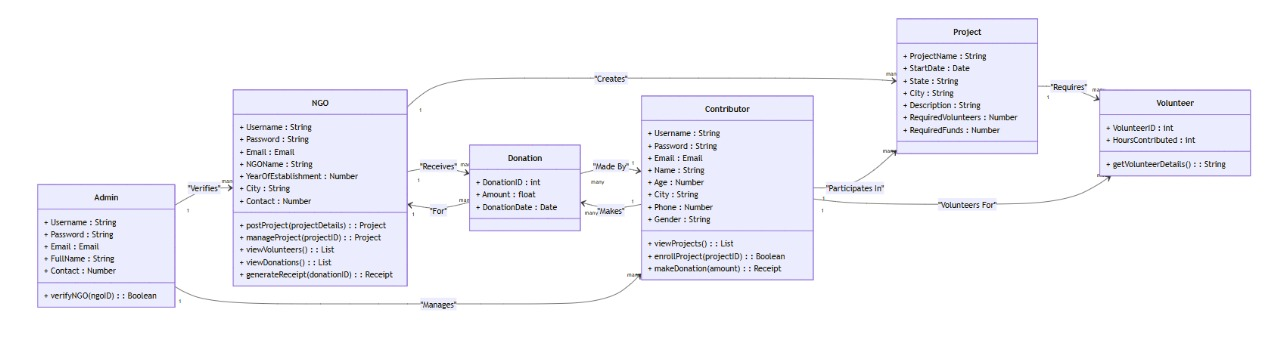 Admin
+ Username : String
+ Password : String
+ Email : Email
+ FullName : String
+ Contact : Number
+ verifyNGO(ngoID) : : Boolean
1
"Verifies"
many
1
"Manages"
many
NGO
+ Username : String
+ Password : String
+ Email : Email
+ NGOName : String
+ YearOfEstablishment : Number
+ City : String
+ Contact : Number
+ postProject(projectDetails) : : Project
+ manageProject(projectID) : : Project
+ viewVolunteers() : : List
+ viewDonations() : : List
+ generateReceipt(donationID) : : Receipt
1
"Creates"
many
"Receives"
1
many
"For"
1
many
Donation
+ DonationID : int
+ Amount : float
+ DonationDate : Date
"Made By"
many
1
"Makes"
many
1
Contributor
+ Username : String
+ Password : String
+ Email : Email
+ Name : String
+ Age : Number
+ City : String
+ Phone : Number
+ Gender : String
+ viewProjects() : : List
+ enrollProject(projectID) : : Boolean
+ makeDonation(amount) : : Receipt
"Participates In"
1
many
"Volunteers For"
1
many
Project
+ ProjectName : String
+ StartDate : Date
+ State : String
+ City : String
+ Description : String
+ RequiredVolunteers : Number
+ RequiredFunds : Number
"Requires"
1
many
Volunteer
+ VolunteerID : int
+ HoursContributed : int
+ getVolunteerDetails() : : String